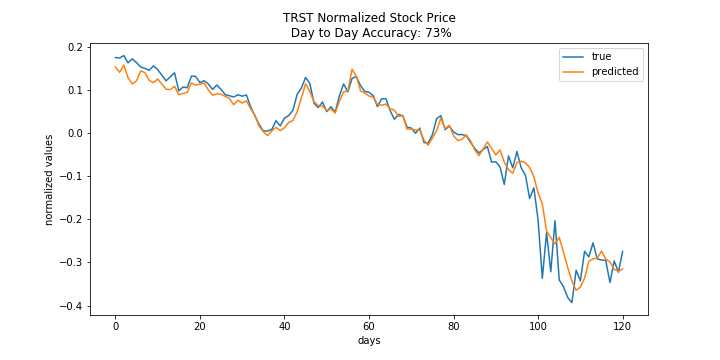 TRST Normalized Stock Price
Day to Day Accuracy: 73%
true
predicted
normalized values
0.2
0.1
0.0
−0.1
−0.2
−0.3
−0.4
0
20
40
60
80
100
120
days